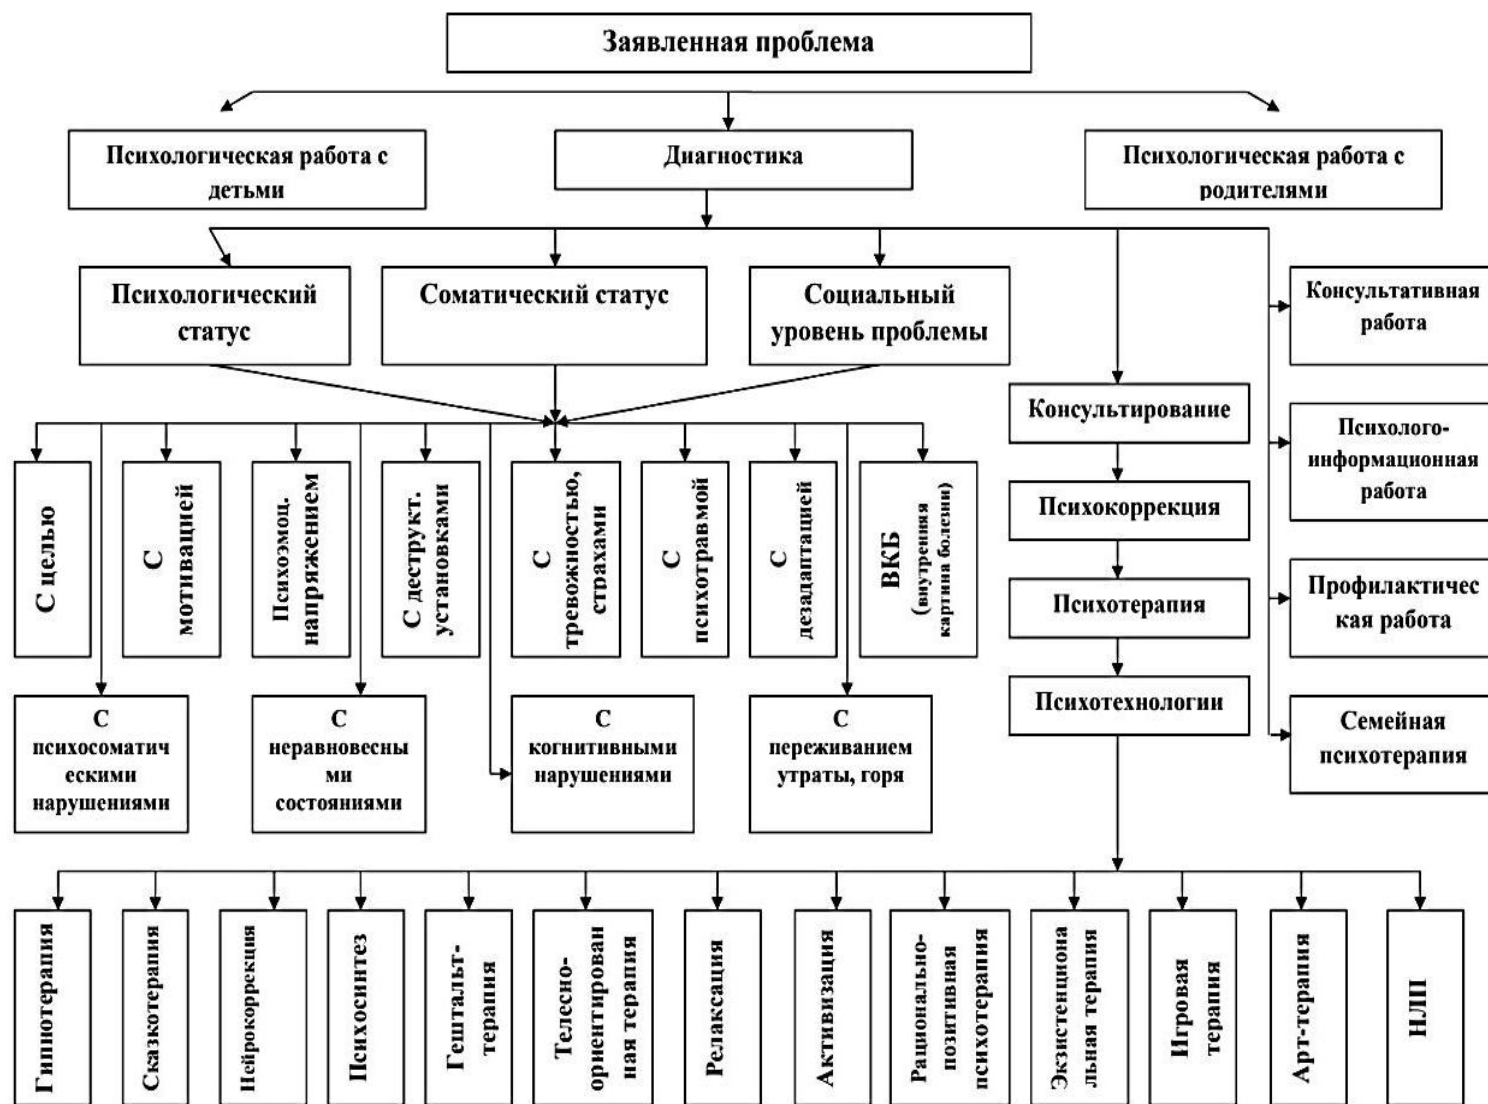 Заявленная проблема
Психологическая работа с
детьми
Диагностика
Психологическая работа с
родителями
Психологический
статус
Соматический статус
Социальный
уровень проблемы
Консультативная
работа
Консультирование
Психолого-
информационная
работа
Психокоррекция
Профилактичес
кая работа
Психотерапия
Психотехнологии
Семейная
психотерапия
С целью
С
мотивацией
Психоэмоц.
напряжением
С деструкт.
установками
С
тревожностью,
страхами
С
психотравмой
С
дезадаптацией
ВКБ
(внутренняя
картина болезни)
С
психосоматич
ескими
нарушениями
С
неравновесны
ми
состояниями
С
когнитивными
нарушениями
С
переживанием
утраты, горя
Гипнотерапия
Сказкотерапия
Нейрокоррекция
Психосинтез
Гештальт-
терапия
Телесно-
ориентирован
ная терапия
Релаксация
Активизация
Рационально-
позитивная
психотерапия
Экзистенциона
льная терапия
Игровая
терапия
Арт-терапия
НЛП